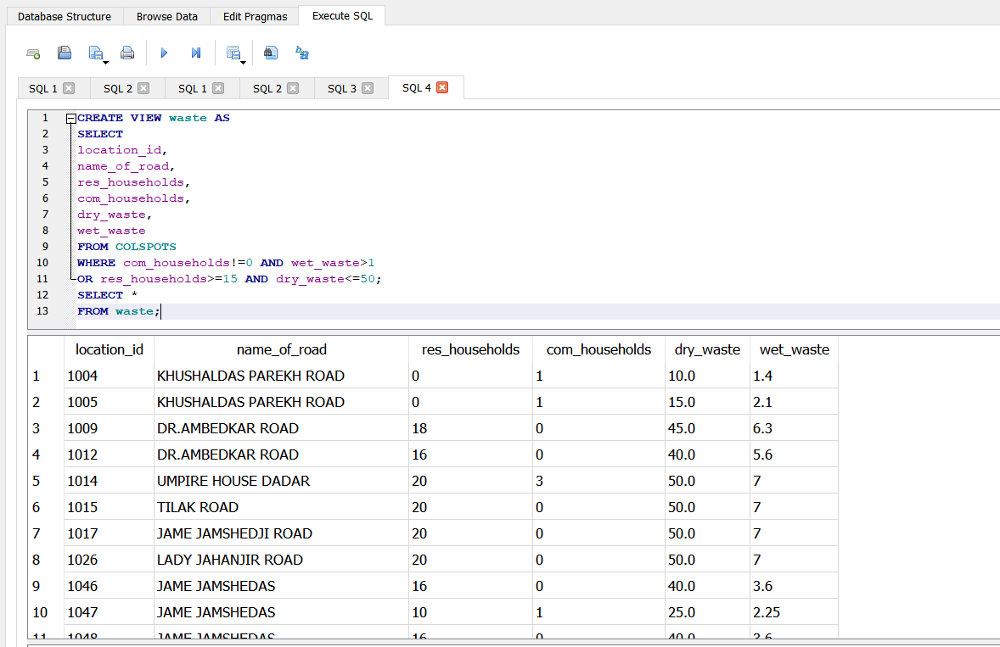 Database Structure Browse Data Edit Pragmas Execute SQL
SQL 1 SQL 2 SQL 1 SQL 2 SQL 3 SQL 4
1 CREATE VIEW waste AS
2 SELECT
3 location_id,
4 name_of_road,
5 res_households,
6 com_households,
7 dry_waste,
8 wet_waste
9 FROM COLSPOTS
10 WHERE com_households!=0 AND wet_waste>1
11 OR res_households>=15 AND dry_waste<=50;
12 SELECT *
13 FROM waste;
location_id name_of_road res_households com_households dry_waste wet_waste
1 1004 KHUSHALDAS PAREKH ROAD 0 1 10.0 1.4
2 1005 KHUSHALDAS PAREKH ROAD 0 1 15.0 2.1
3 1009 DR.AMBEDKAR ROAD 18 0 45.0 6.3
4 1012 DR.AMBEDKAR ROAD 16 0 40.0 5.6
5 1014 UMPIRE HOUSE DADAR 20 3 50.0 7
6 1015 TILAK ROAD 20 0 50.0 7
7 1017 JAME JAMSHEDJI ROAD 20 0 50.0 7
8 1026 LADY JAHANJIR ROAD 20 0 50.0 7
9 1046 JAME JAMSHEDAS 16 0 40.0 3.6
10 1047 JAME JAMSHEDAS 10 1 25.0 2.25
11 1048 JAME JAMSHEDAS 16 0 40.0 3.6